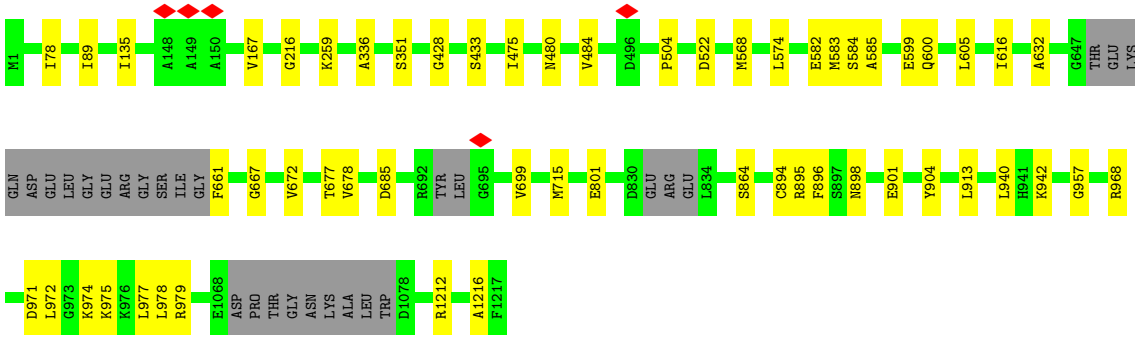 M1 I78 I89 I135 A148 A149 A150 V167 G216 K259 A336 S351 G428 S433 I475 N480 V484 D496 P504 D522 M568 L574 E582 M583 S584 A585 E599 Q600 L605 I616 A632 G647 THR GLU LYS
GLN ASP GLU LEU GLY GLU ARG GLY SER ILE GLY F661 G667 V672 T677 V678 D685 R692 TYR LEU G695 V699 M715 E801 D830 GLU ARG GLU L834 S864 C894 R895 F896 S897 N898 E901 Y904 L913 L940 H941 K942 G957 R968
D971 L972 G973 K974 K975 K976 L977 L978 R979 E1068 ASP PRO THR GLY ASN LYS ALA LEU TRP D1078 R1212 A1216 F1217